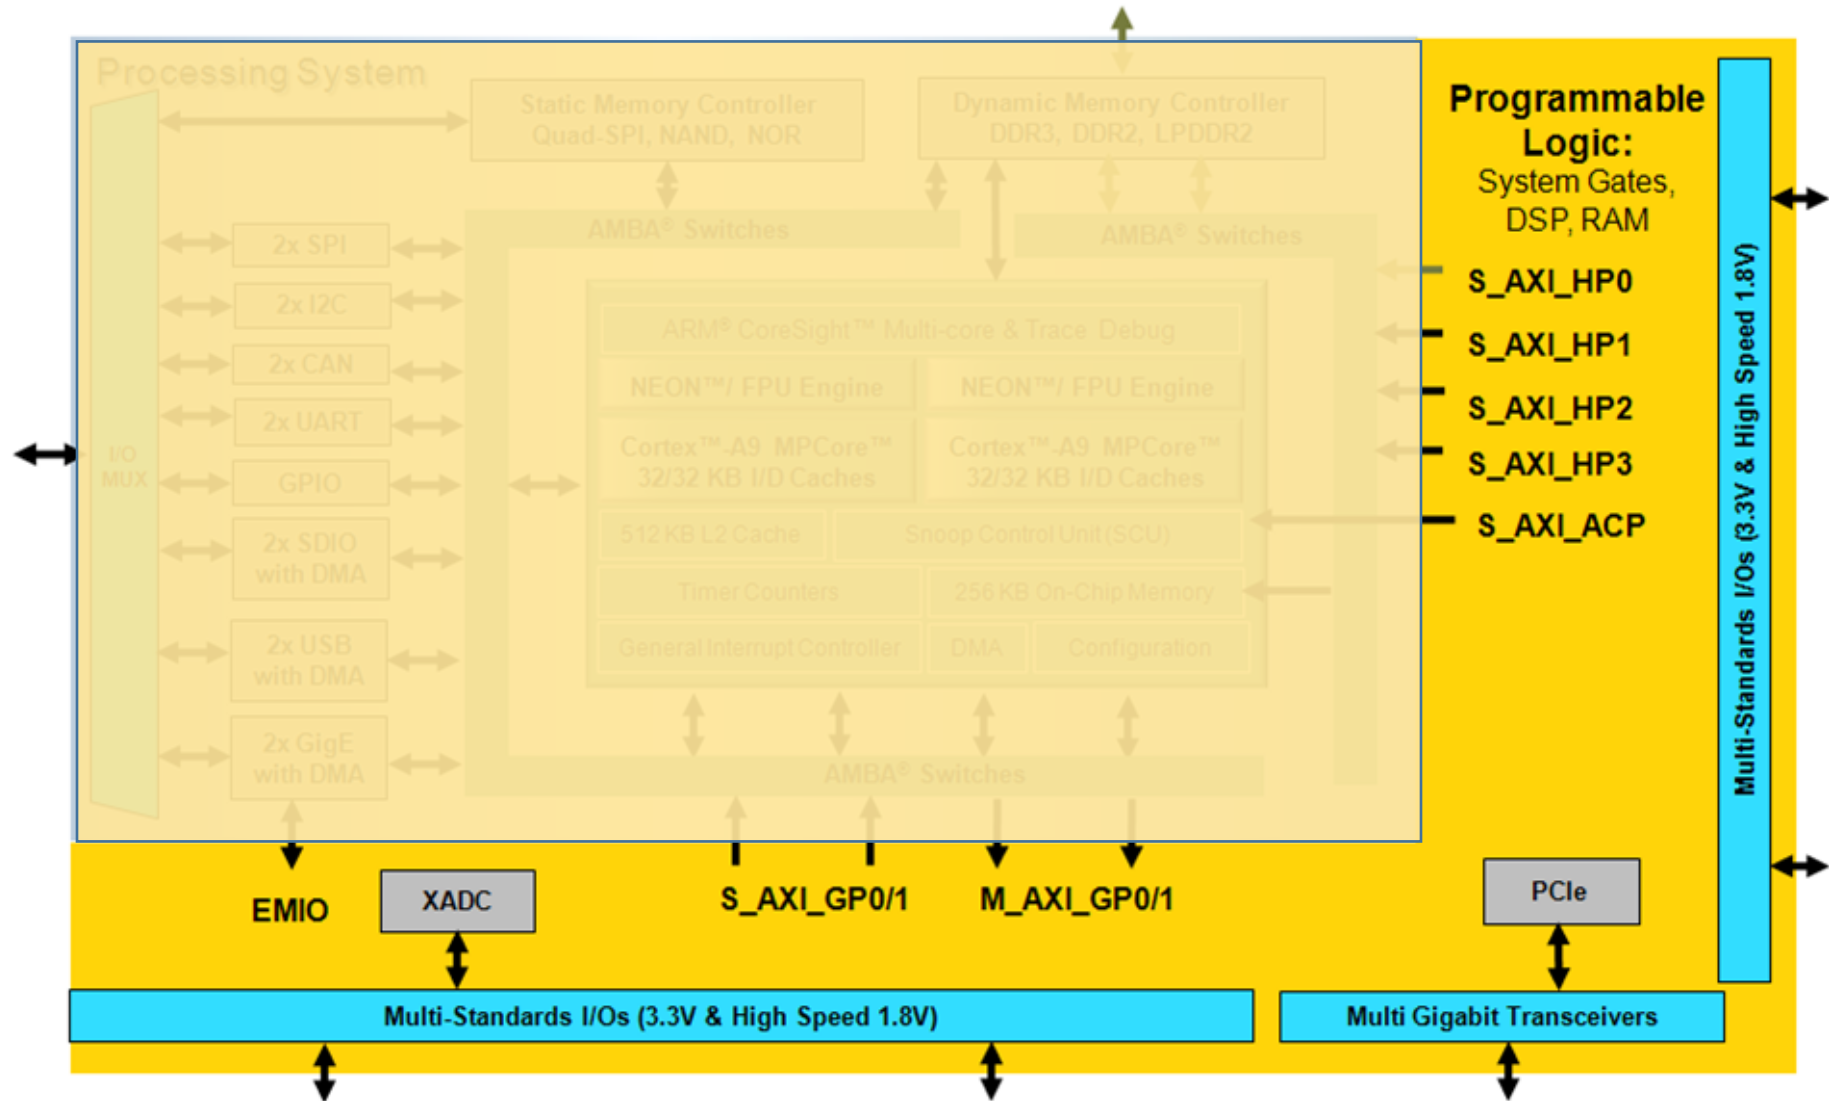 Processing System
Static Memory Controller
Quad-SPI, NAND, NOR
Dynamic Memory Controller
DDR3, DDR2, LPDDR2
Programmable
Logic:
System Gates,
DSP, RAM
AMBA® Switches
AMBA® Switches
2x SPI
2x I2C
2x CAN
2x UART
GPIO
2x SDIO
with DMA
2x USB
with DMA
2x GigE
with DMA
I/O
MUX
ARM® CoreSight™ Multi-core & Trace Debug
NEON™/ FPU Engine
NEON™/ FPU Engine
Cortex™-A9 MPCore™
32/32 KB I/D Caches
Cortex™-A9 MPCore™
32/32 KB I/D Caches
512 KB L2 Cache
Snoop Control Unit (SCU)
Timer Counters
256 KB On-Chip Memory
General Interrupt Controller
DMA
Configuration
AMBA® Switches
S_AXI_HP0
S_AXI_HP1
S_AXI_HP2
S_AXI_HP3
S_AXI_ACP
Multi-Standards I/Os (3.3V & High Speed 1.8V)
EMIO
XADC
S_AXI_GP0/1
M_AXI_GP0/1
PCIe
Multi-Standards I/Os (3.3V & High Speed 1.8V)
Multi Gigabit Transceivers